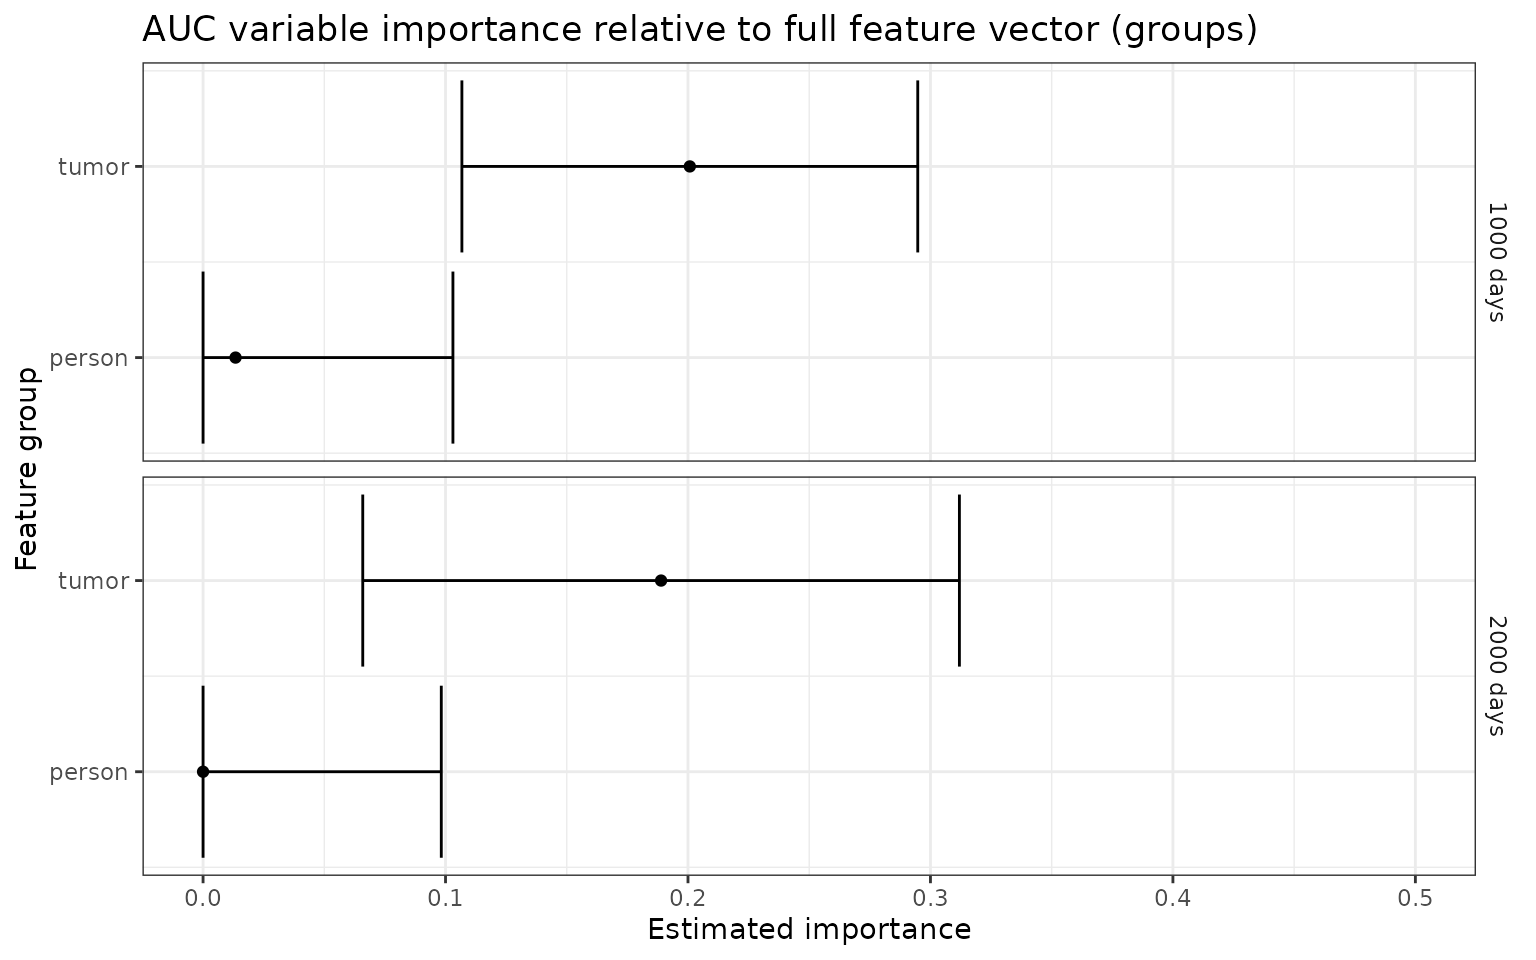 AUC variable importance relative to full feature vector (groups)
Feature group
tumor
person
1000 days
tumor
person
2000 days
0.0 0.1 0.2 0.3 0.4 0.5
Estimated importance